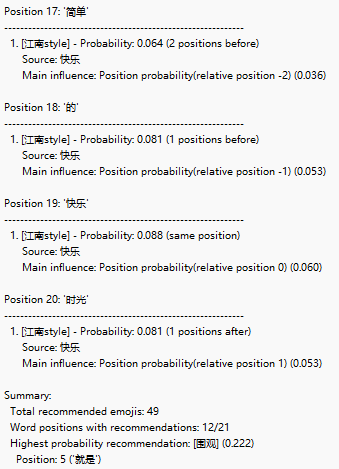 Position 17: '简单'
------------------------------------------------------------
1. [江南style] - Probability: 0.064 (2 positions before)
Source: 快乐
Main influence: Position probability(relative position -2) (0.036)
Position 18: '的'
------------------------------------------------------------
1. [江南style] - Probability: 0.081 (1 positions before)
Source: 快乐
Main influence: Position probability(relative position -1) (0.053)
Position 19: '快乐'
------------------------------------------------------------
1. [江南style] - Probability: 0.088 (same position)
Source: 快乐
Main influence: Position probability(relative position 0) (0.060)
Position 20: '时光'
------------------------------------------------------------
1. [江南style] - Probability: 0.081 (1 positions after)
Source: 快乐
Main influence: Position probability(relative position 1) (0.053)
Summary:
Total recommended emojis: 49
Word positions with recommendations: 12/21
Highest probability recommendation: [围观] (0.222)
Position: 5 ('就是')